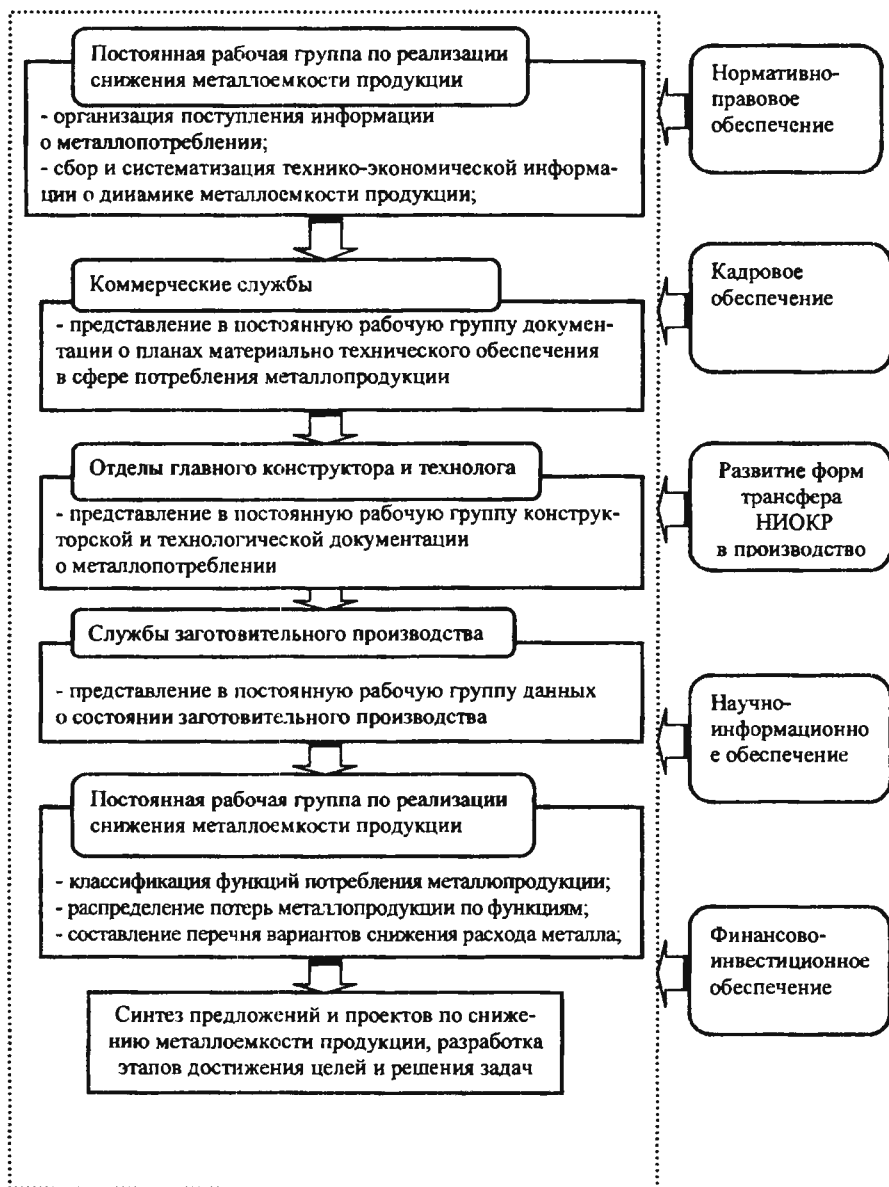 Постоянная рабочая группа по реализации
снижения металлоемкости продукции
- организация поступления информации
о металлопотреблении;
- сбор и систематизация технико-экономической информа-
ции о динамике металлоемкости продукции;
Коммерческие службы
- представление в постоянную рабочую группу докумен-
тации о планах материально технического обеспечения
в сфере потребления металлопродукции
Отделы главного конструктора и технолога
- представление в постоянную рабочую группу конструк-
торской и технологической документации
о металлопотреблении
Службы заготовительного производства
- представление в постоянную рабочую группу данных
о состоянии заготовительного производства
Постоянная рабочая группа по реализации
снижения металлоемкости продукции
- классификация функций потребления металлопродукции;
- распределение потерь металлопродукции по функциям;
- составление перечня вариантов снижения расхода металла;
Синтез предложений и проектов по сниже-
нию металлоемкости продукции, разработка
этапов достижения целей и решения задач
Нормативно-
правовое
обеспечение
Кадровое
обеспечение
Развитие форм
трансфера
НИОКР
в производство
Научно-
информационно
е обеспечение
Финансово-
инвестиционное
обеспечение